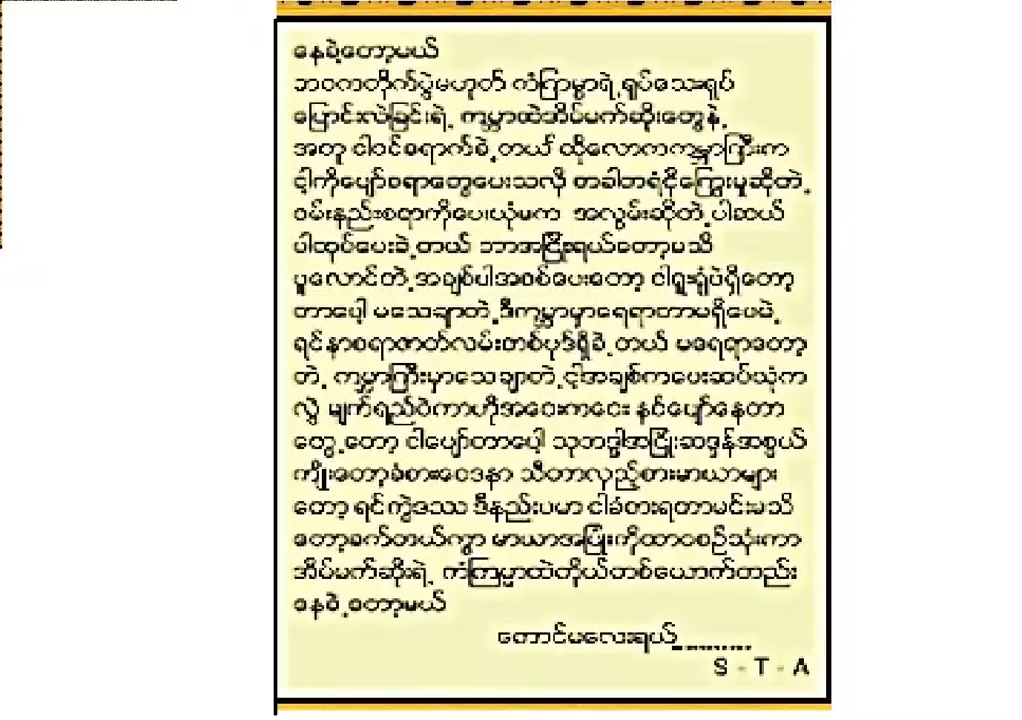 နေခဲ့တော့မယ်
ဘဝကတိုက်ပွဲမဟုတ် ကံကြမ္မာရဲ့ရုပ်သေးရုပ်
ပြောင်းလဲခြင်းရဲ့ ကမ္ဘာထဲအိပ်မက်ဆိုးတွေနဲ့
အတူ ငါဝင်ရောက်ခဲ့တယ် ထိုလောကကမ္ဘာကြီးက
ငါ့ကိုပျော်စရာတွေပေးသလို တခါတရံငိုကြွေးမှုဆိုတဲ့
ဝမ်းနည်းစရာကိုပေးယုံမက အလွမ်းဆိုတဲ့ပါဆယ်
ပါထုပ်ပေးခဲ့တယ် ဘာအငြိုးရယ်တော့မသိ
ပူလောင်တဲ့အချစ်ပါအစစ်ပေးတော့ ငါရူးရုံပဲရှိတော့
တာပေါ့ မသေချာတဲ့ဒီကမ္ဘာမှာရေရာတာမရှိပေမဲ့
ရင်နာစရာဇာတ်လမ်းတစ်ပုဒ်ရှိခဲ့တယ် မရေရာတော့
တဲ့ ကမ္ဘာကြီးမှာသေချာတဲ့ငါ့အချစ်ကပေးဆပ်ယုံက
လွဲ မျက်ရည်ဝဲကာဟိုအဝေးကငေး နင်ပျော်နေတာ
တွေ့တော့ ငါပျော်တာပေါ့ သုဘဒ္ဒါအငြိုးဆဒ္ဒန်အစွယ်
ကျိုးတော့ခံစားဝေဒနာ သီတာလှည့်စားမာယာများ
တော့ ရင်ကွဲဒဿ ဒီနည်းပမာ ငါခံစားရတာမင်းမသိ
တော့ခက်တယ်ကွာ မာယာအပြုံးကိုထာဝစဉ်သုံးကာ
အိပ်မက်ဆိုးရဲ့ ကံကြမ္မာထဲကိုယ်တစ်ယောက်တည်း
နေခဲ့တော့မယ်
ကောင်မလေးရယ်..........
S - T - A